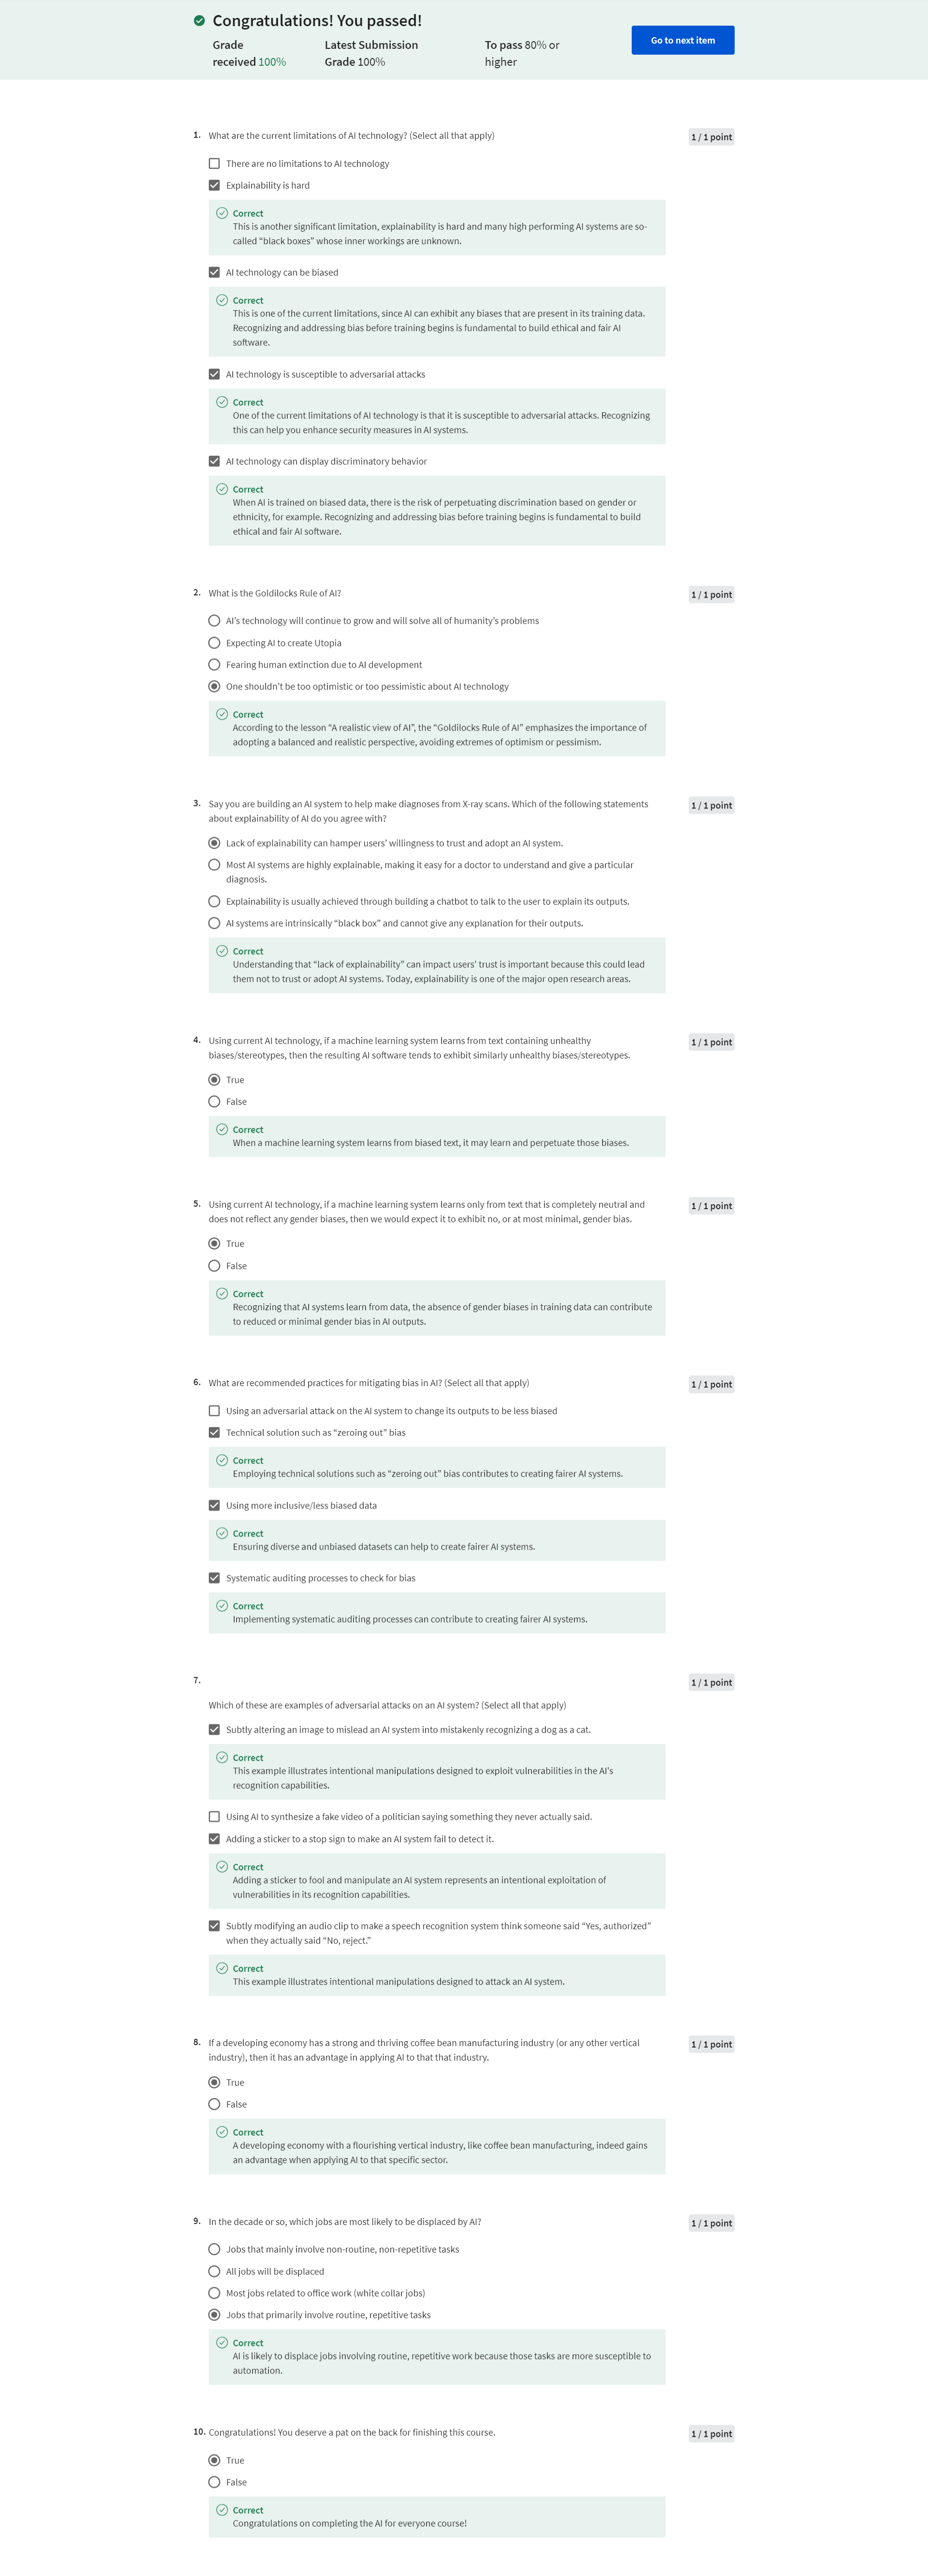 Congratulations! You passed!
Grade received 100%
Latest Submission Grade 100%
To pass 80% or higher
Go to next item
1. What are the current limitations of AI technology? (Select all that apply)
1 / 1 point
There are no limitations to AI technology
Explainability is hard
Correct
This is another significant limitation, explainability is hard and many high performing AI systems are so-
called “black boxes” whose inner workings are unknown.
AI technology can be biased
Correct
This is one of the current limitations, since AI can exhibit any biases that are present in its training data.
Recognizing and addressing bias before training begins is fundamental to build ethical and fair AI
software.
AI technology is susceptible to adversarial attacks
Correct
One of the current limitations of AI technology is that it is susceptible to adversarial attacks. Recognizing
this can help you enhance security measures in AI systems.
AI technology can display discriminatory behavior
Correct
When AI is trained on biased data, there is the risk of perpetuating discrimination based on gender or
ethnicity, for example. Recognizing and addressing bias before training begins is fundamental to build
ethical and fair AI software.
2. What is the Goldilocks Rule of AI?
1 / 1 point
AI’s technology will continue to grow and will solve all of humanity’s problems
Expecting AI to create Utopia
Fearing human extinction due to AI development
One shouldn’t be too optimistic or too pessimistic about AI technology
Correct
According to the lesson “A realistic view of AI”, the “Goldilocks Rule of AI” emphasizes the importance of
adopting a balanced and realistic perspective, avoiding extremes of optimism or pessimism.
3. Say you are building an AI system to help make diagnoses from X-ray scans. Which of the following statements
about explainability of AI do you agree with?
1 / 1 point
Lack of explainability can hamper users’ willingness to trust and adopt an AI system.
Most AI systems are highly explainable, making it easy for a doctor to understand and give a particular
diagnosis.
Explainability is usually achieved through building a chatbot to talk to the user to explain its outputs.
AI systems are intrinsically “black box” and cannot give any explanation for their outputs.
Correct
Understanding that “lack of explainability” can impact users’ trust is important because this could lead
them not to trust or adopt AI systems. Today, explainability is one of the major open research areas.
4. Using current AI technology, if a machine learning system learns from text containing unhealthy
biases/stereotypes, then the resulting AI software tends to exhibit similarly unhealthy biases/stereotypes.
1 / 1 point
True
False
Correct
When a machine learning system learns from biased text, it may learn and perpetuate those biases.
5. Using current AI technology, if a machine learning system learns only from text that is completely neutral and
does not reflect any gender biases, then we would expect it to exhibit no, or at most minimal, gender bias.
1 / 1 point
True
False
Correct
Recognizing that AI systems learn from data, the absence of gender biases in training data can contribute
to reduced or minimal gender bias in AI outputs.
6. What are recommended practices for mitigating bias in AI? (Select all that apply)
1 / 1 point
Using an adversarial attack on the AI system to change its outputs to be less biased
Technical solution such as “zeroing out” bias
Correct
Employing technical solutions such as “zeroing out” bias contributes to creating fairer AI systems.
Using more inclusive/less biased data
Correct
Ensuring diverse and unbiased datasets can help to create fairer AI systems.
Systematic auditing processes to check for bias
Correct
Implementing systematic auditing processes can contribute to creating fairer AI systems.
7.
1 / 1 point
Which of these are examples of adversarial attacks on an AI system? (Select all that apply)
Subtly altering an image to mislead an AI system into mistakenly recognizing a dog as a cat.
Correct
This example illustrates intentional manipulations designed to exploit vulnerabilities in the AI’s
recognition capabilities.
Using AI to synthesize a fake video of a politician saying something they never actually said.
Adding a sticker to a stop sign to make an AI system fail to detect it.
Correct
Adding a sticker to fool and manipulate an AI system represents an intentional exploitation of
vulnerabilities in its recognition capabilities.
Subtly modifying an audio clip to make a speech recognition system think someone said “Yes, authorized”
when they actually said “No, reject.”
Correct
This example illustrates intentional manipulations designed to attack an AI system.
8. If a developing economy has a strong and thriving coffee bean manufacturing industry (or any other vertical
industry), then it has an advantage in applying AI to that that industry.
1 / 1 point
True
False
Correct
A developing economy with a flourishing vertical industry, like coffee bean manufacturing, indeed gains
an advantage when applying AI to that specific sector.
9. In the decade or so, which jobs are most likely to be displaced by AI?
1 / 1 point
Jobs that mainly involve non-routine, non-repetitive tasks
All jobs will be displaced
Most jobs related to office work (white collar jobs)
Jobs that primarily involve routine, repetitive tasks
Correct
AI is likely to displace jobs involving routine, repetitive work because those tasks are more susceptible to
automation.
10. Congratulations! You deserve a pat on the back for finishing this course.
1 / 1 point
True
False
Correct
Congratulations on completing the AI for everyone course!